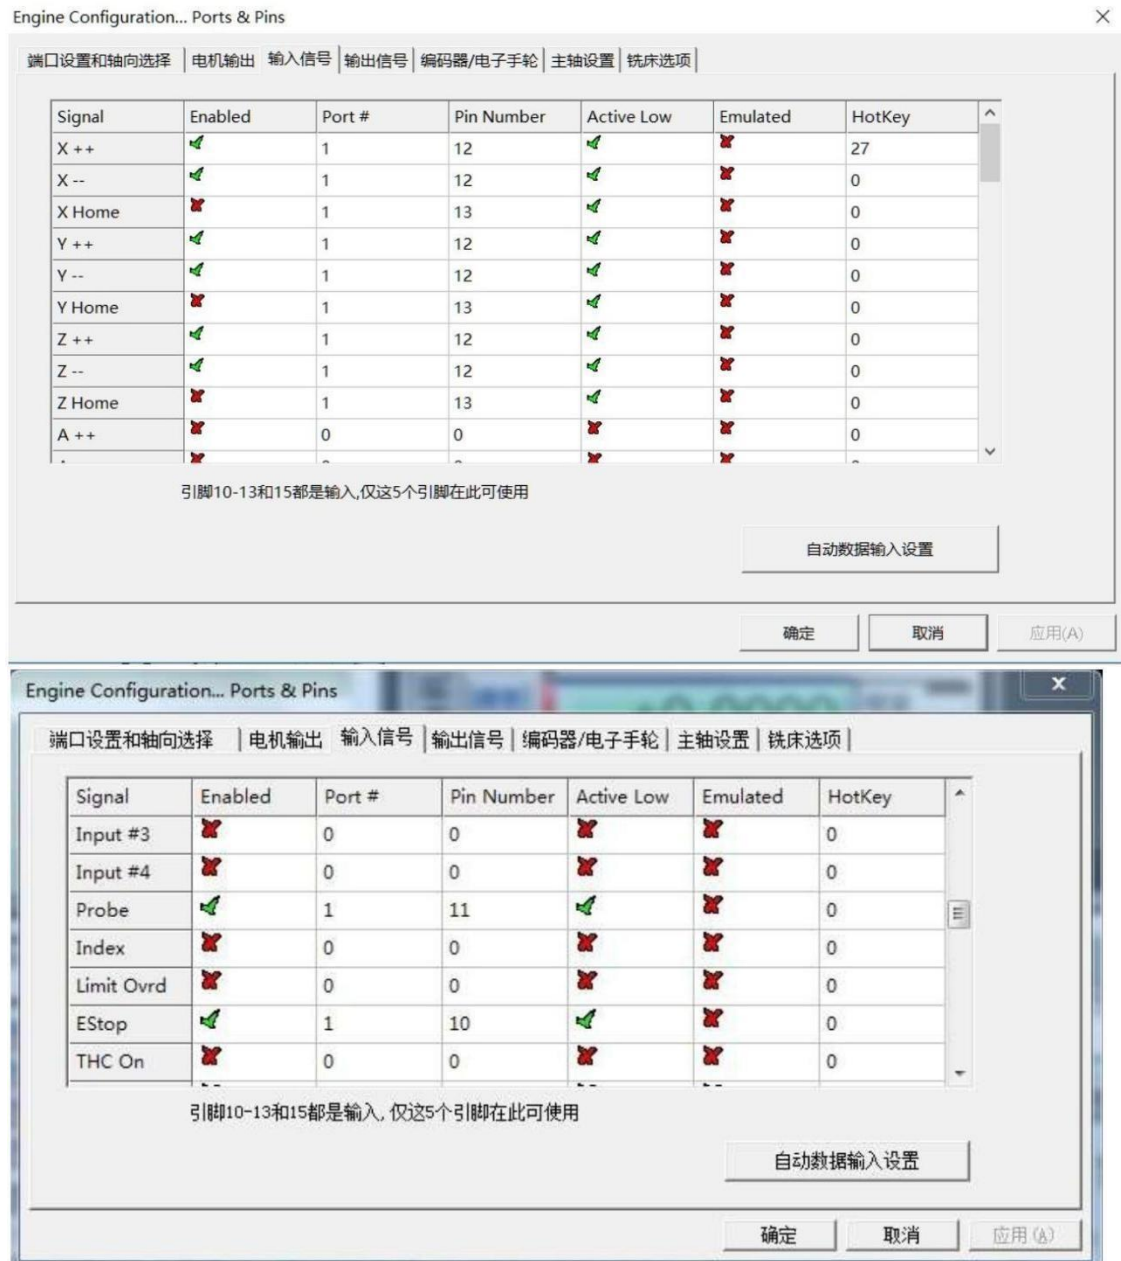 Engine Configuration... Ports & Pins
端口设置和轴向选择 电机输出 输入信号 输出信号 编码器/电子手轮 主轴设置 铣床选项
Signal Enabled Port # Pin Number Active Low Emulated HotKey
X ++ 1 12 27
X -- 1 12 0
X Home 1 13 0
Y ++ 1 12 0
Y -- 1 12 0
Y Home 1 13 0
Z ++ 1 12 0
Z -- 1 12 0
Z Home 1 13 0
A ++ 0 0 0
引脚10-13和15都是输入,仅这5个引脚在此可使用
自动数据输入设置
确定 取消 应用(A)
Engine Configuration... Ports & Pins
端口设置和轴向选择 电机输出 输入信号 输出信号 编码器/电子手轮 主轴设置 铣床选项
Signal Enabled Port # Pin Number Active Low Emulated HotKey
Input #3 0 0 0
Input #4 0 0 0
Probe 1 11 0
Index 0 0 0
Limit Ovrd 0 0 0
EStop 1 10 0
THC On 0 0 0
引脚10-13和15都是输入, 仅这5个引脚在此可使用
自动数据输入设置
确定 取消 应用(A)